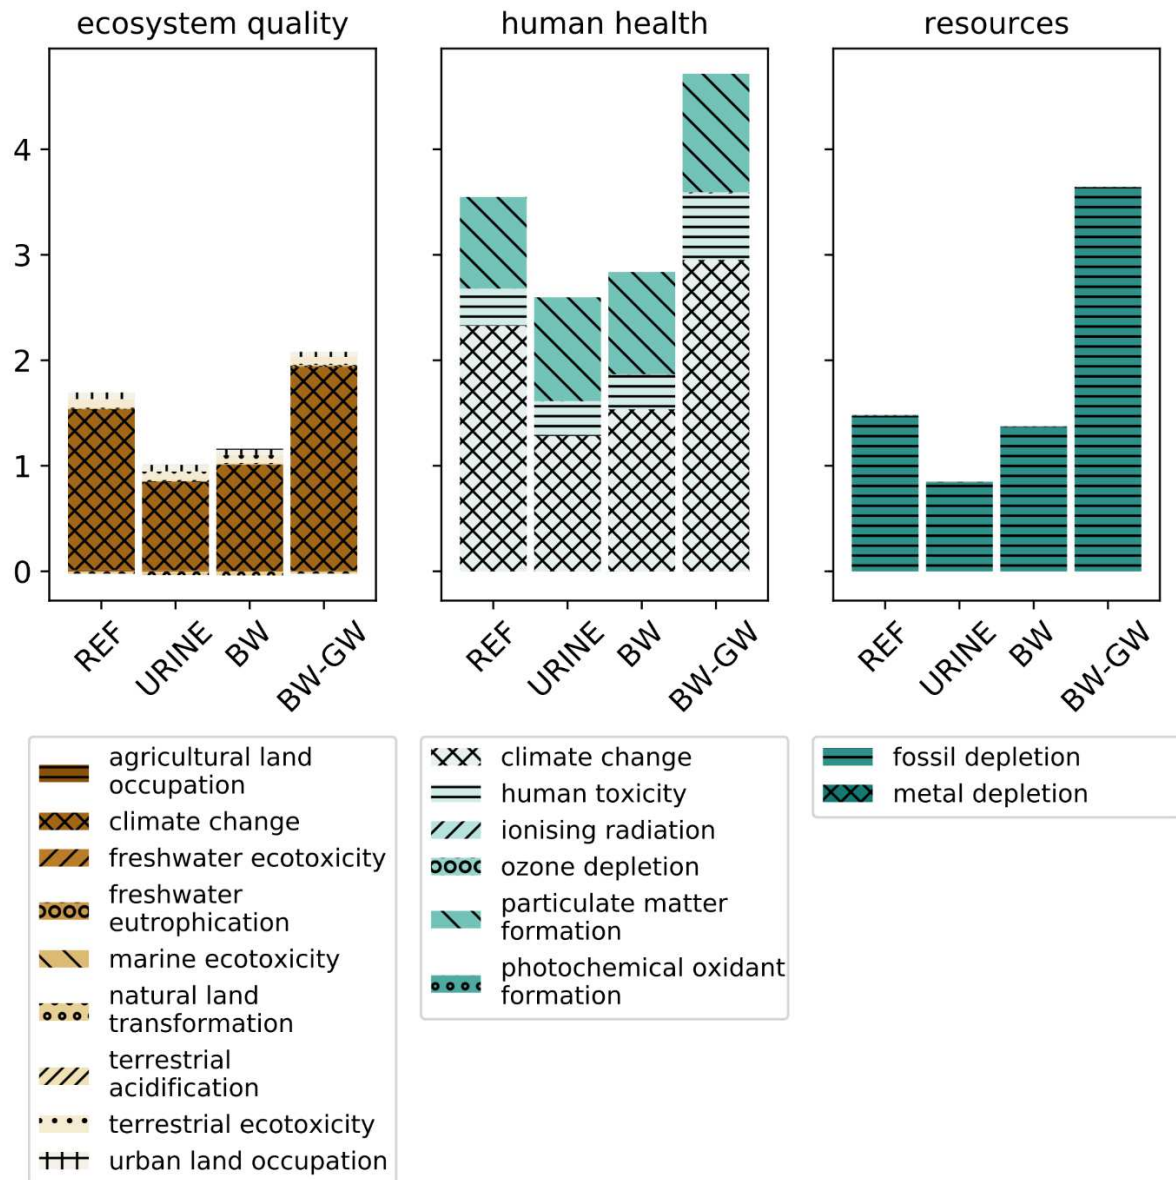 ecosystem quality
human health
resources
4
3
2
1
0
REF
URINE
BW
BW-GW
REF
URINE
BW
BW-GW
REF
URINE
BW
BW-GW
agricultural land
occupation
climate change
freshwater ecotoxicity
freshwater
eutrophication
marine ecotoxicity
natural land
transformation
terrestrial
acidification
terrestrial ecotoxicity
urban land occupation
climate change
human toxicity
ionising radiation
ozone depletion
particulate matter
formation
photochemical oxidant
formation
fossil depletion
metal depletion